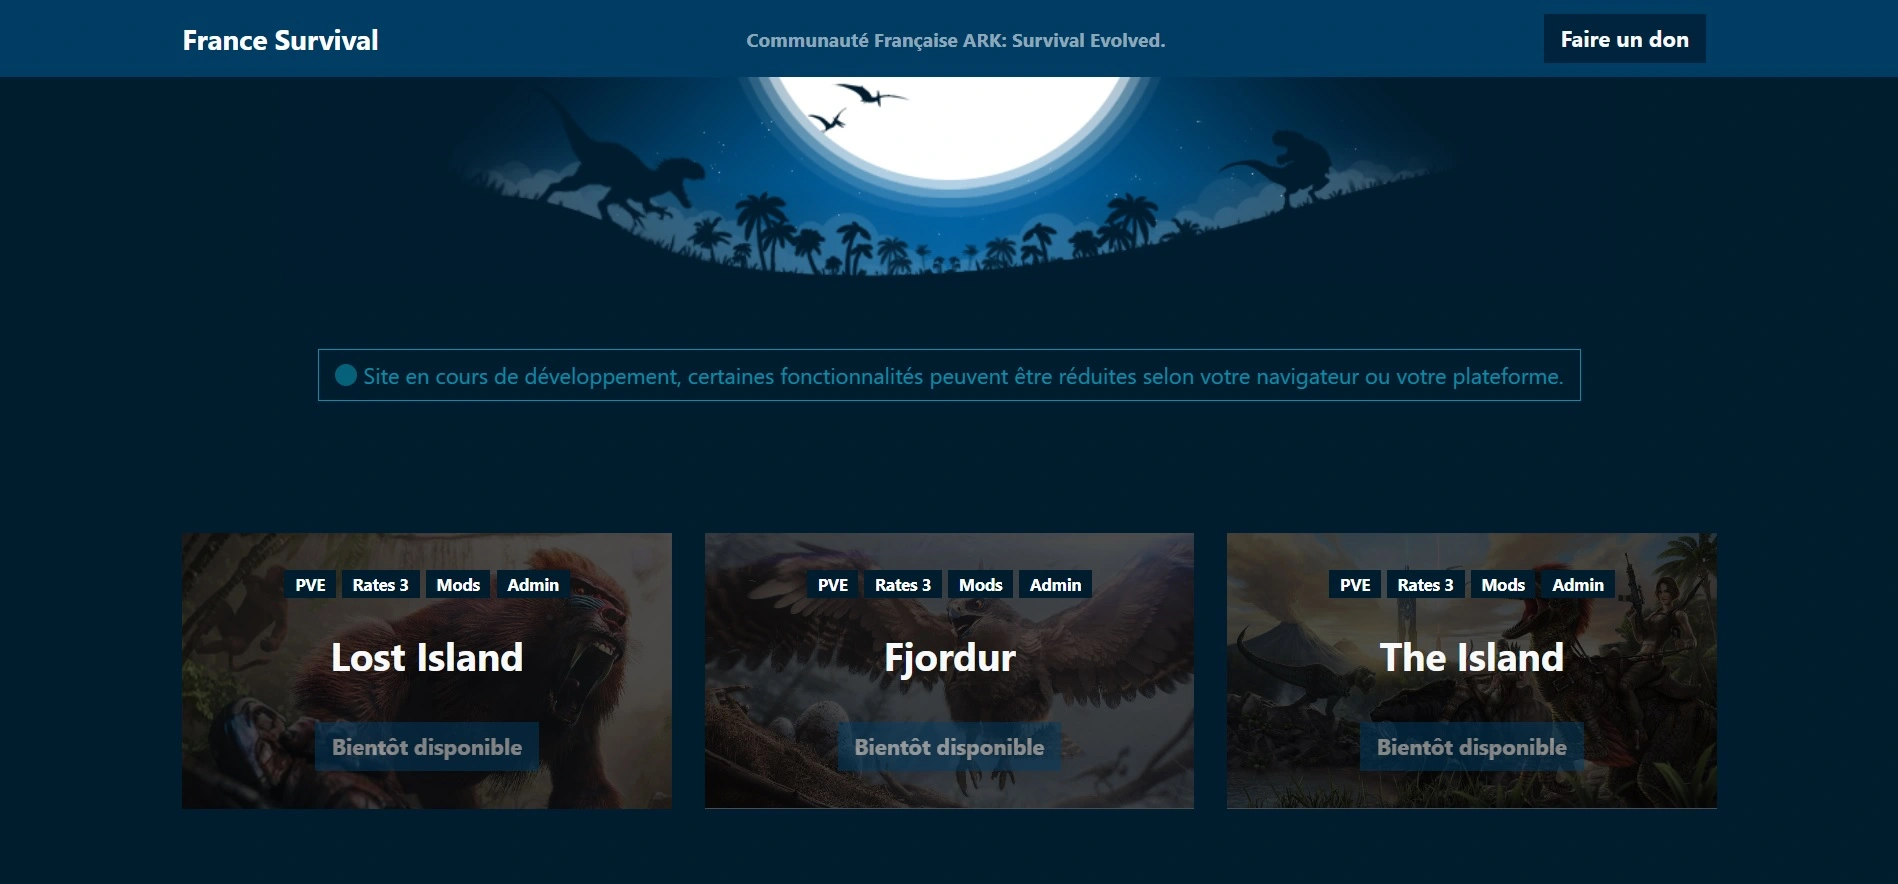 France Survival
Communauté Française ARK: Survival Evolved.
Faire un don
Site en cours de développement, certaines fonctionnalités peuvent être réduites selon votre navigateur ou votre plateforme.
PVE Rates 3 Mods Admin
Lost Island
Bientôt disponible
PVE Rates 3 Mods Admin
Fjordur
Bientôt disponible
PVE Rates 3 Mods Admin
The Island
Bientôt disponible